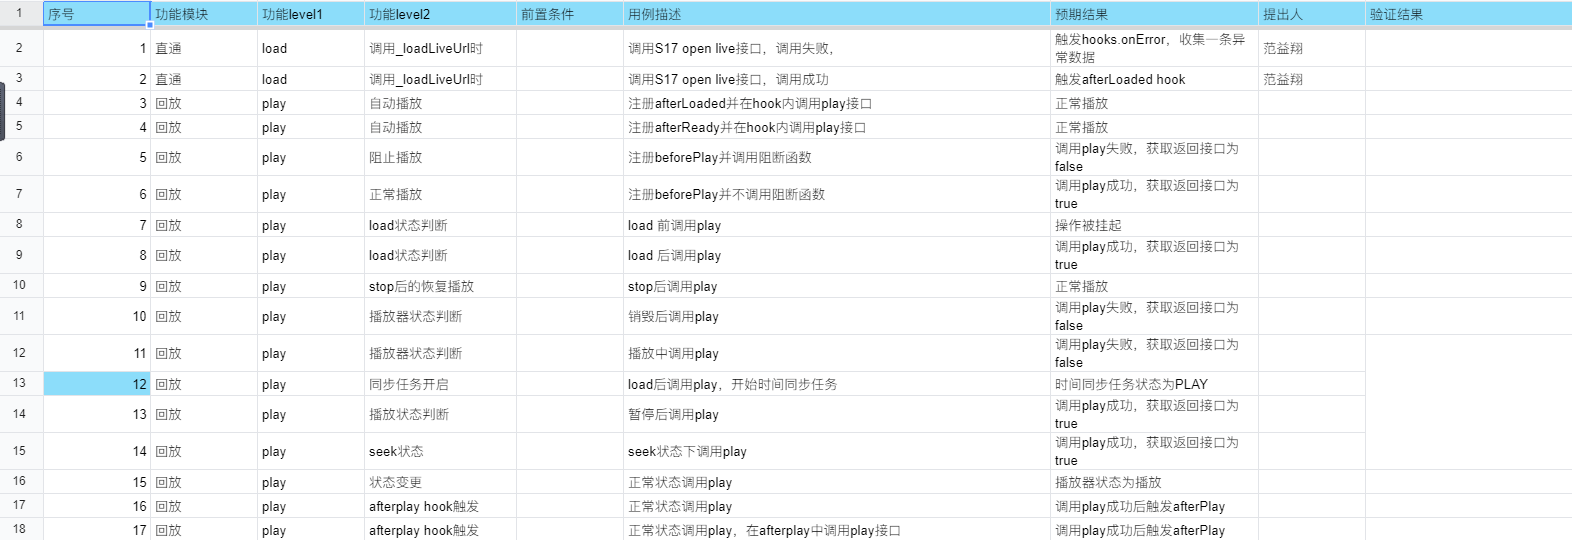 1 序号 功能模块 功能level1 功能level2 前置条件 用例描述 预期结果 提出人 验证结果
2 1 直通 load 调用_loadLiveUrl时 调用S17 open live接口，调用失败， 触发hooks.onError，收集一条异 范益翔
常数据
3 2 直通 load 调用_loadLiveUrl时 调用S17 open live接口，调用成功 触发afterLoaded hook 范益翔
4 3 回放 play 自动播放 注册afterLoaded并在hook内调用play接口 正常播放
5 4 回放 play 自动播放 注册afterReady并在hook内调用play接口 正常播放
6 5 回放 play 阻止播放 注册beforePlay并调用阻断函数 调用play失败，获取返回接口为
false
7 6 回放 play 正常播放 注册beforePlay并不调用阻断函数 调用play成功，获取返回接口为
true
8 7 回放 play load状态判断 load 前调用play 操作被挂起
9 8 回放 play load状态判断 load 后调用play 调用play成功，获取返回接口为
true
10 9 回放 play stop后的恢复播放 stop后调用play 正常播放
11 10 回放 play 播放器状态判断 销毁后调用play 调用play失败，获取返回接口为
false
12 11 回放 play 播放器状态判断 播放中调用play 调用play失败，获取返回接口为
false
13 12 回放 play 同步任务开启 load后调用play，开始时间同步任务 时间同步任务状态为PLAY
14 13 回放 play 播放状态判断 暂停后调用play 调用play成功，获取返回接口为
true
15 14 回放 play seek状态 seek状态下调用play 调用play成功，获取返回接口为
true
16 15 回放 play 状态变更 正常状态调用play 播放器状态为播放
17 16 回放 play afterplay hook触发 正常状态调用play 调用play成功后触发afterPlay
18 17 回放 play afterplay hook触发 正常状态调用play，在afterplay中调用play接口 调用play成功后触发afterPlay